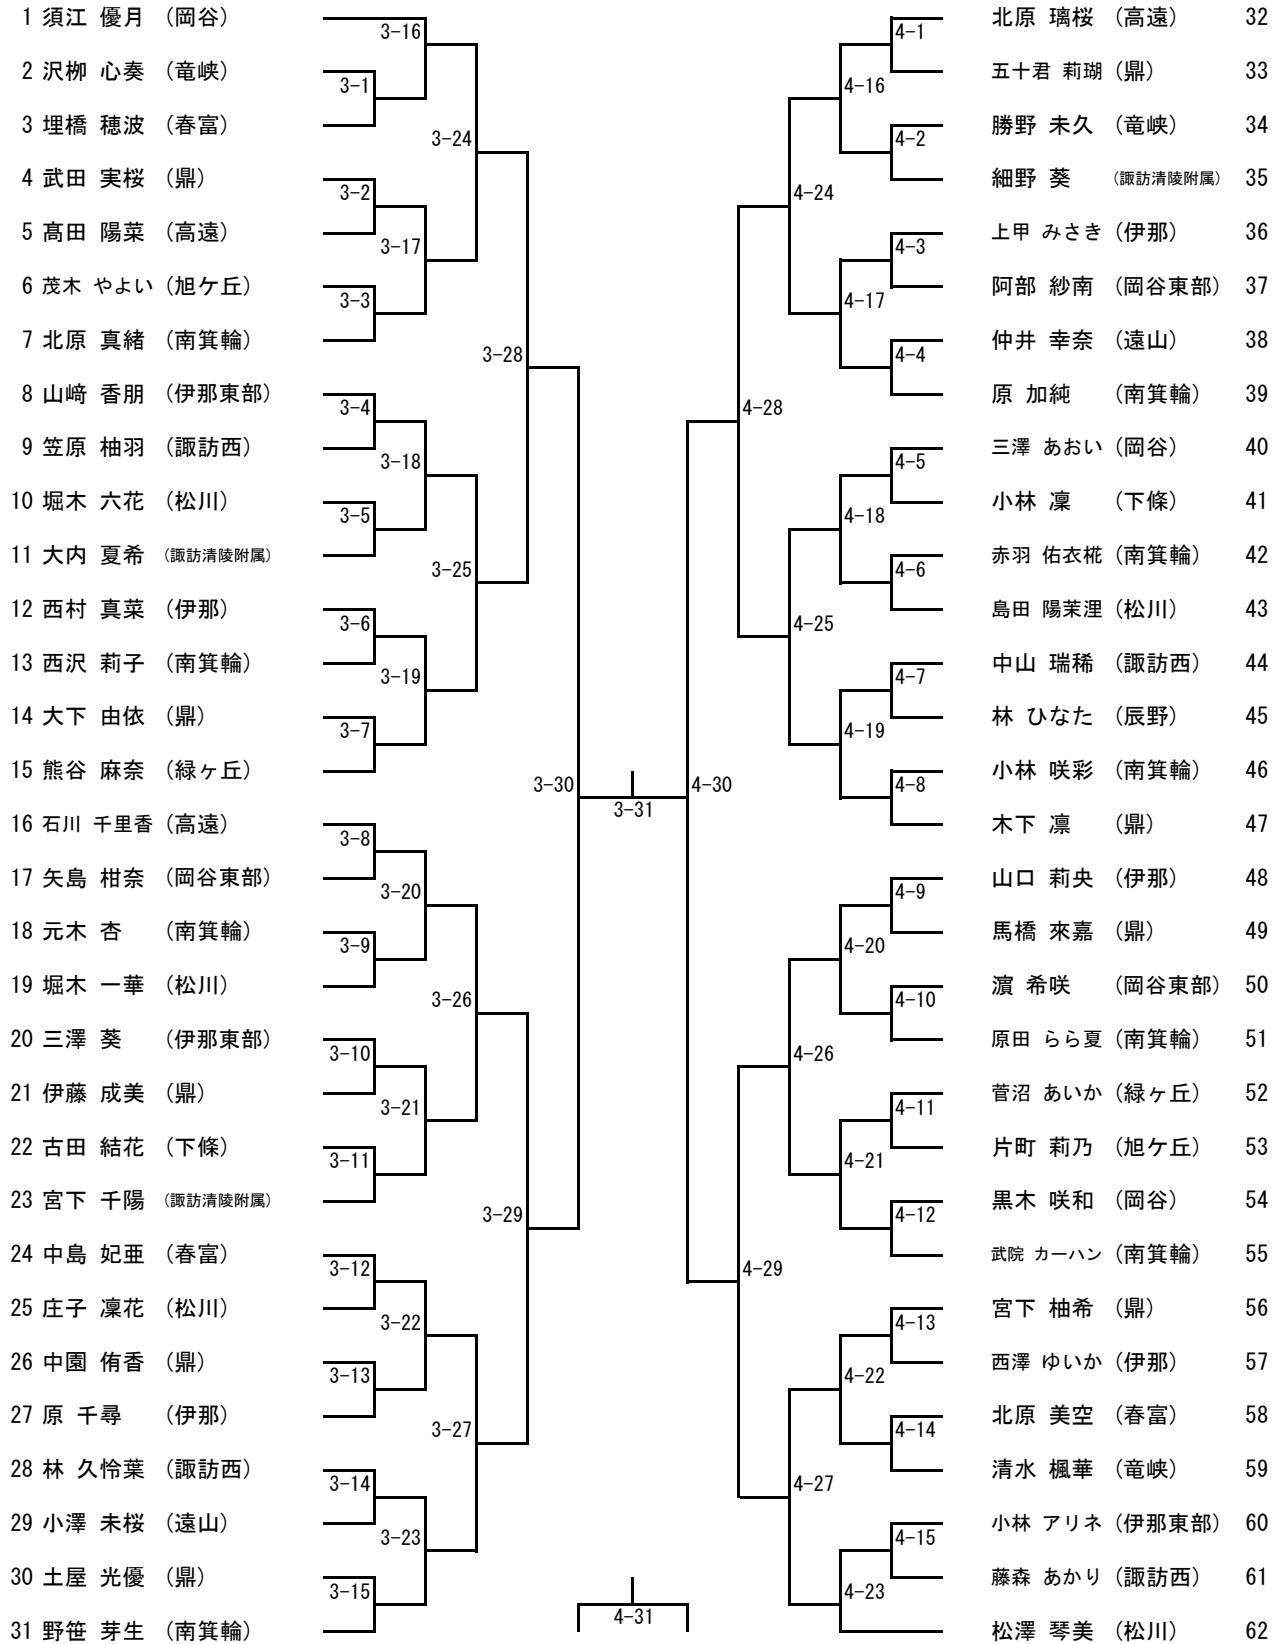 1 須江 優月 (岡谷)
2 沢栁 心奏 (竜峡)
3 埋橋 穂波 (春富)
4 武田 実桜 (鼎)
5 髙田 陽菜 (高遠)
6 茂木 やよい (旭ケ丘)
7 北原 真緒 (南箕輪)
8 山﨑 香朋 (伊那東部)
9 笠原 柚羽 (諏訪西)
10 堀木 六花 (松川)
11 大内 夏希 (諏訪清陵附属)
12 西村 真菜 (伊那)
13 西沢 莉子 (南箕輪)
14 大下 由依 (鼎)
15 熊谷 麻奈 (緑ヶ丘)
16 石川 千里香 (高遠)
17 矢島 柑奈 (岡谷東部)
18 元木 杏 (南箕輪)
19 堀木 一華 (松川)
20 三澤 葵 (伊那東部)
21 伊藤 成美 (鼎)
22 古田 結花 (下條)
23 宮下 千陽 (諏訪清陵附属)
24 中島 妃亜 (春富)
25 庄子 凜花 (松川)
26 中園 侑香 (鼎)
27 原 千尋 (伊那)
28 林 久怜葉 (諏訪西)
29 小澤 未桜 (遠山)
30 土屋 光優 (鼎)
31 野笹 芽生 (南箕輪)
3-1
3-2
3-3
3-4
3-5
3-6
3-7
3-8
3-9
3-10
3-11
3-12
3-13
3-14
3-15
3-16
3-17
3-18
3-19
3-20
3-21
3-22
3-23
3-24
3-25
3-26
3-27
3-28
3-29
3-30
3-31
4-31
4-30
4-28
4-29
4-24
4-25
4-26
4-27
4-16
4-17
4-18
4-19
4-20
4-21
4-22
4-23
4-1
4-2
4-3
4-4
4-5
4-6
4-7
4-8
4-9
4-10
4-11
4-12
4-13
4-14
4-15
北原 璃桜 (高遠) 32
五十君 莉瑚 (鼎) 33
勝野 未久 (竜峡) 34
細野 葵 (諏訪清陵附属) 35
上甲 みさき (伊那) 36
阿部 紗南 (岡谷東部) 37
仲井 幸奈 (遠山) 38
原 加純 (南箕輪) 39
三澤 あおい (岡谷) 40
小林 凜 (下條) 41
赤羽 佑衣椛 (南箕輪) 42
島田 陽茉浬 (松川) 43
中山 瑞稀 (諏訪西) 44
林 ひなた (辰野) 45
小林 咲彩 (南箕輪) 46
木下 凛 (鼎) 47
山口 莉央 (伊那) 48
馬橋 來嘉 (鼎) 49
濵 希咲 (岡谷東部) 50
原田 らら夏 (南箕輪) 51
菅沼 あいか (緑ヶ丘) 52
片町 莉乃 (旭ケ丘) 53
黒木 咲和 (岡谷) 54
武院 カーハン (南箕輪) 55
宮下 柚希 (鼎) 56
西澤 ゆいか (伊那) 57
北原 美空 (春富) 58
清水 楓華 (竜峡) 59
小林 アリネ (伊那東部) 60
藤森 あかり (諏訪西) 61
松澤 琴美 (松川) 62